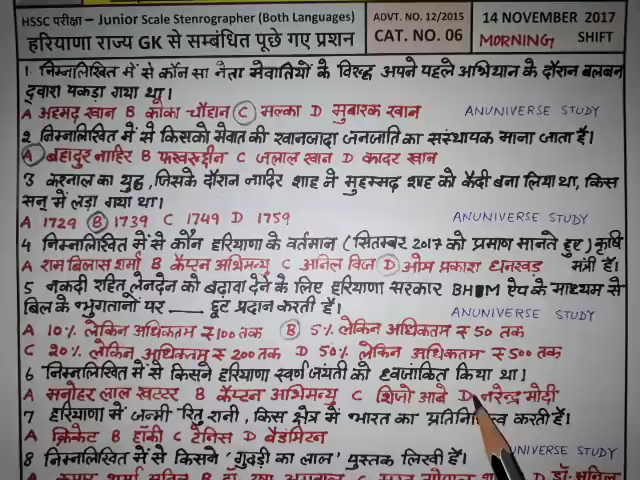 HSSC परीक्षा – Junior Scale Stenrographer (Both Languages)
हरियाणा राज्य GK से सम्बंधित पूछे गए प्रशन
ADVT. NO. 12/2015
CAT. NO. 06
14 NOVEMBER 2017
MORNING SHIFT
1 निम्नलिखित में से कौन सा नेता मेवातियों के विरुद्ध अपने पहले अभियान के दौरान बलबन
द्वारा पकड़ा गया था।
A अहमद खान B काका चौहान C मल्का D मुबारक खान
ANUNIVERSE STUDY
2 निम्नलिखित में से किसको मेवात की खानजादा जनजाति का संस्थापक माना जाता है।
A बहादुर नाहिर B फखरुद्दीन C जलाल खान D कादर खान
3 करनाल का युद्ध, जिसके दौरान नादिर शाह ने मुहम्मद शाह को कैदी बना लिया था, किस
सन् में लड़ा गया था।
A 1729 B 1739 C 1749 D 1759
ANUNIVERSE STUDY
4 निम्नलिखित में से कौन हरियाणा के वर्तमान (सितम्बर 2017 को प्रमाण मानते हुए) कृषि
A राम बिलास शर्मा B कैप्टन अभिमन्यु C अनिल विज D ओम प्रकाश धनखड़ मंत्री है।
5 नकदी रहित लेनदेन को बढ़ावा देने के लिए हरियाणा सरकार BHIM ऐप के माध्यम से
बिल के भुगतानों पर ____ छूट प्रदान करती है।
ANUNIVERSE STUDY
A 10% लेकिन अधिकतम ₹100 तक B 5% लेकिन अधिकतम ₹50 तक
C 20% लेकिन अधिकतम ₹200 तक D 50% लेकिन अधिकतम ₹500 तक
6 निम्नलिखित में से किसने हरियाणा स्वर्ण जयंती को ध्वजांकित किया था।
A मनोहर लाल खटटर B कैप्टन अभिमन्यु C शिंजो आबे D नरेन्द्र मोदी
7 हरियाणा में जन्मी रितु रानी, किस क्षेत्र में भारत का प्रतिनिधित्व करती हैं।
A क्रिकेट B हॉकी C टेनिस D बैडमिंटन
8 निम्नलिखित में से किसने 'गुदड़ी का लाल' पुस्तक लिखी है।
UNIVERSE STUDY